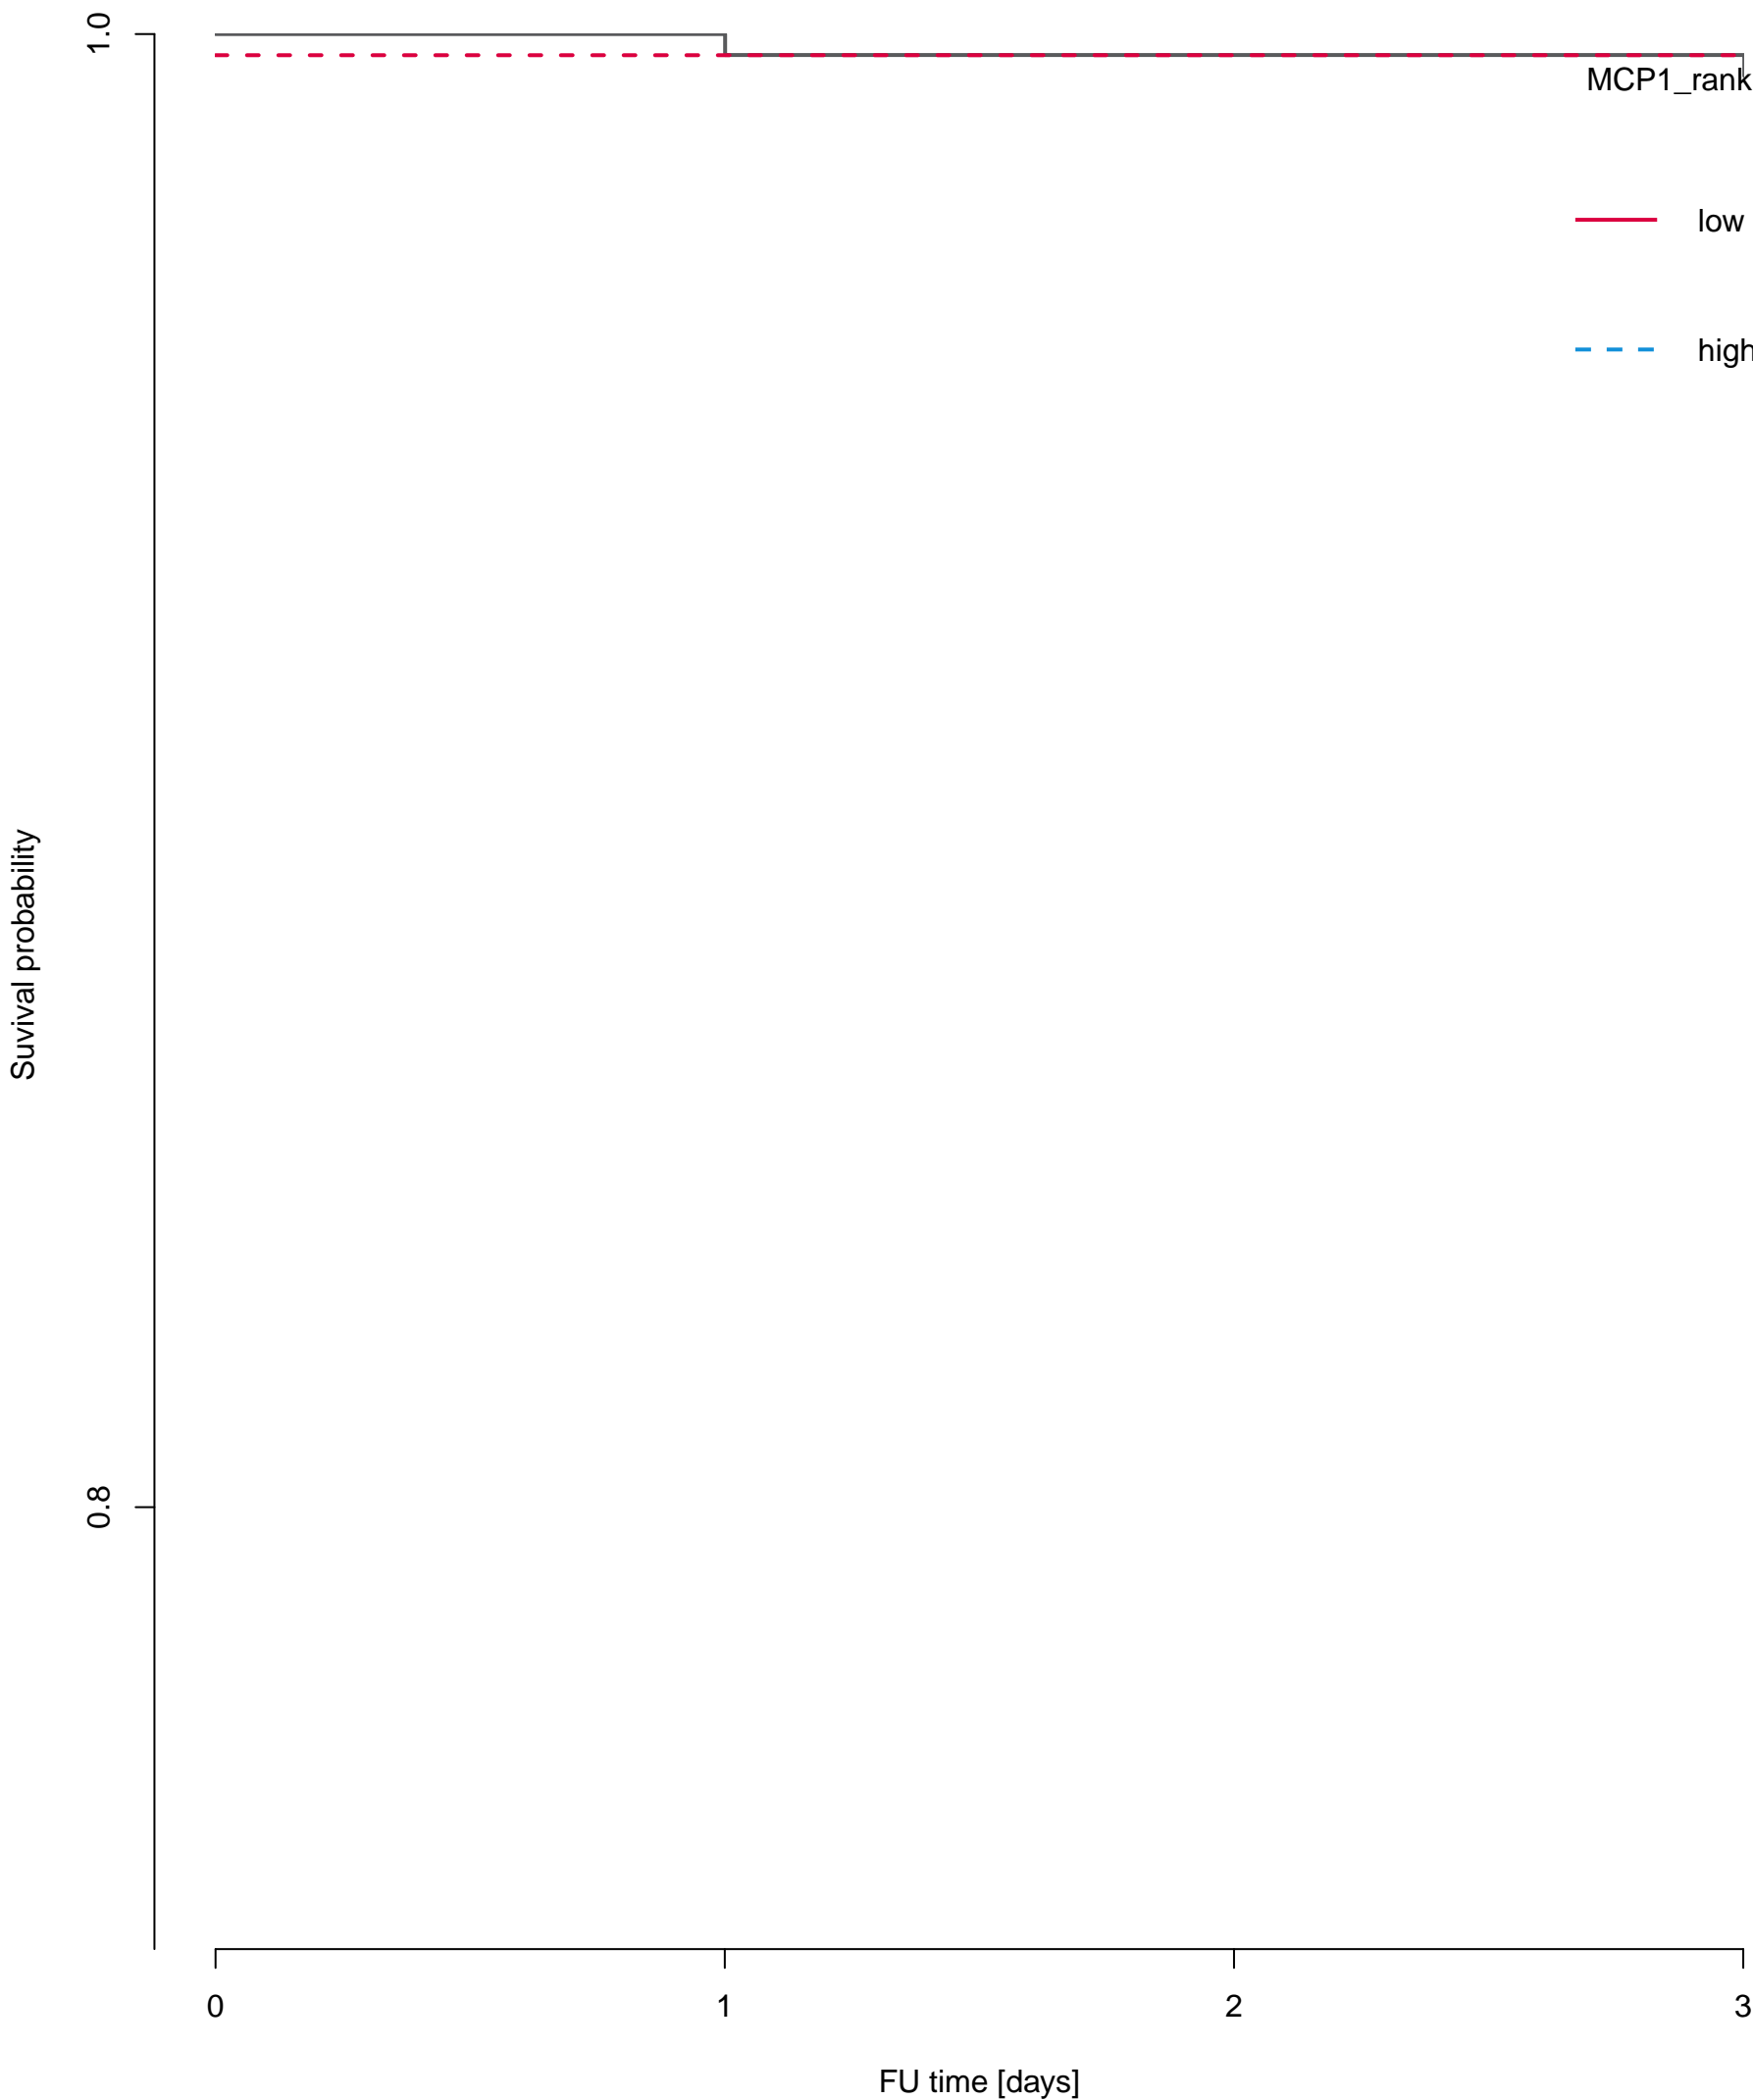 1.0
MCP1_rank
low
high
Suvival probability
0.8
0 1 2 3
FU time [days]